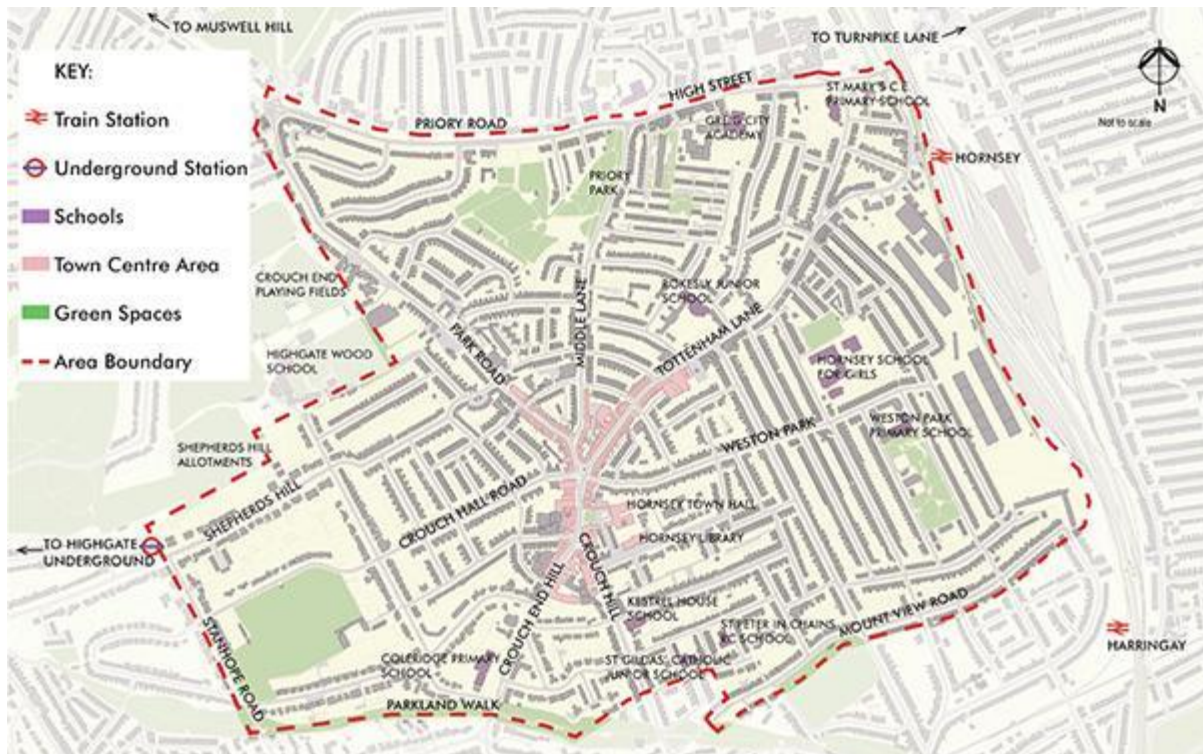 TO MUSWELL HILL
TO TURNPIKE LANE
KEY:
Train Station
Underground Station
Schools
Town Centre Area
Green Spaces
Area Boundary
N
Not to scale
PRIORY ROAD
HIGH STREET
ST MARY'S C.E.
PRIMARY SCHOOL
GREIG CITY
ACADEMY
HORNSEY
PRIORY
PARK
CROUCH END
PLAYING FIELDS
ROKESLY JUNIOR
SCHOOL
MIDDLE LANE
PARK ROAD
TOTTENHAM LANE
HIGHGATE WOOD
SCHOOL
HORNSEY SCHOOL
FOR GIRLS
WESTON PARK
WESTON PARK
PRIMARY SCHOOL
SHEPHERDS HILL
ALLOTMENTS
SHEPHERDS HILL
CROUCH HALL ROAD
HORNSEY TOWN HALL
HORNSEY LIBRARY
TO HIGHGATE
UNDERGROUND
CROUCH END HILL
CROUCH HILL
KESTREL HOUSE
SCHOOL
ST PETER IN CHAINS
RC SCHOOL
MOUNT VIEW ROAD
HARRINGAY
STANHOPE ROAD
COLERIDGE PRIMARY
SCHOOL
ST GILDAS' CATHOLIC
JUNIOR SCHOOL
PARKLAND WALK